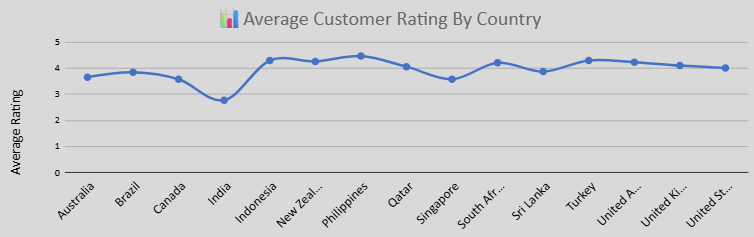 📊 Average Customer Rating By Country
5
4
3
2
1
0
Average Rating
Australia
Brazil
Canada
India
Indonesia
New Zeal...
Philippines
Qatar
Singapore
South Afr...
Sri Lanka
Turkey
United A...
United Ki...
United St...